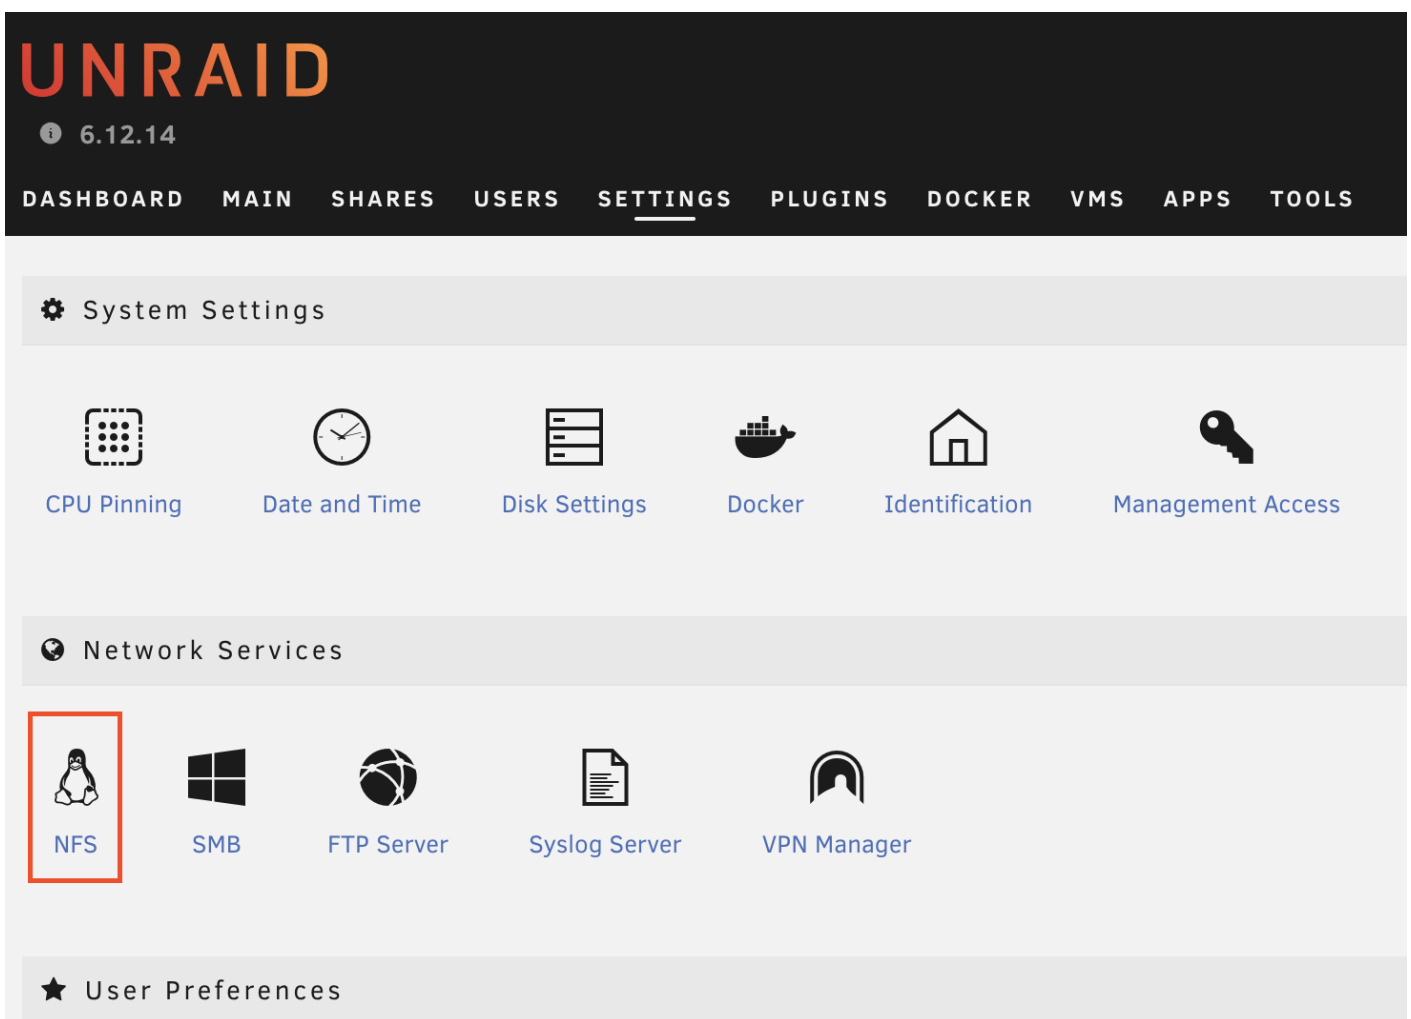 UNRAID
6.12.14
DASHBOARD MAIN SHARES USERS SETTINGS PLUGINS DOCKER VMS APPS TOOLS
System Settings
CPU Pinning Date and Time Disk Settings Docker Identification Management Access
Network Services
NFS SMB FTP Server Syslog Server VPN Manager
User Preferences